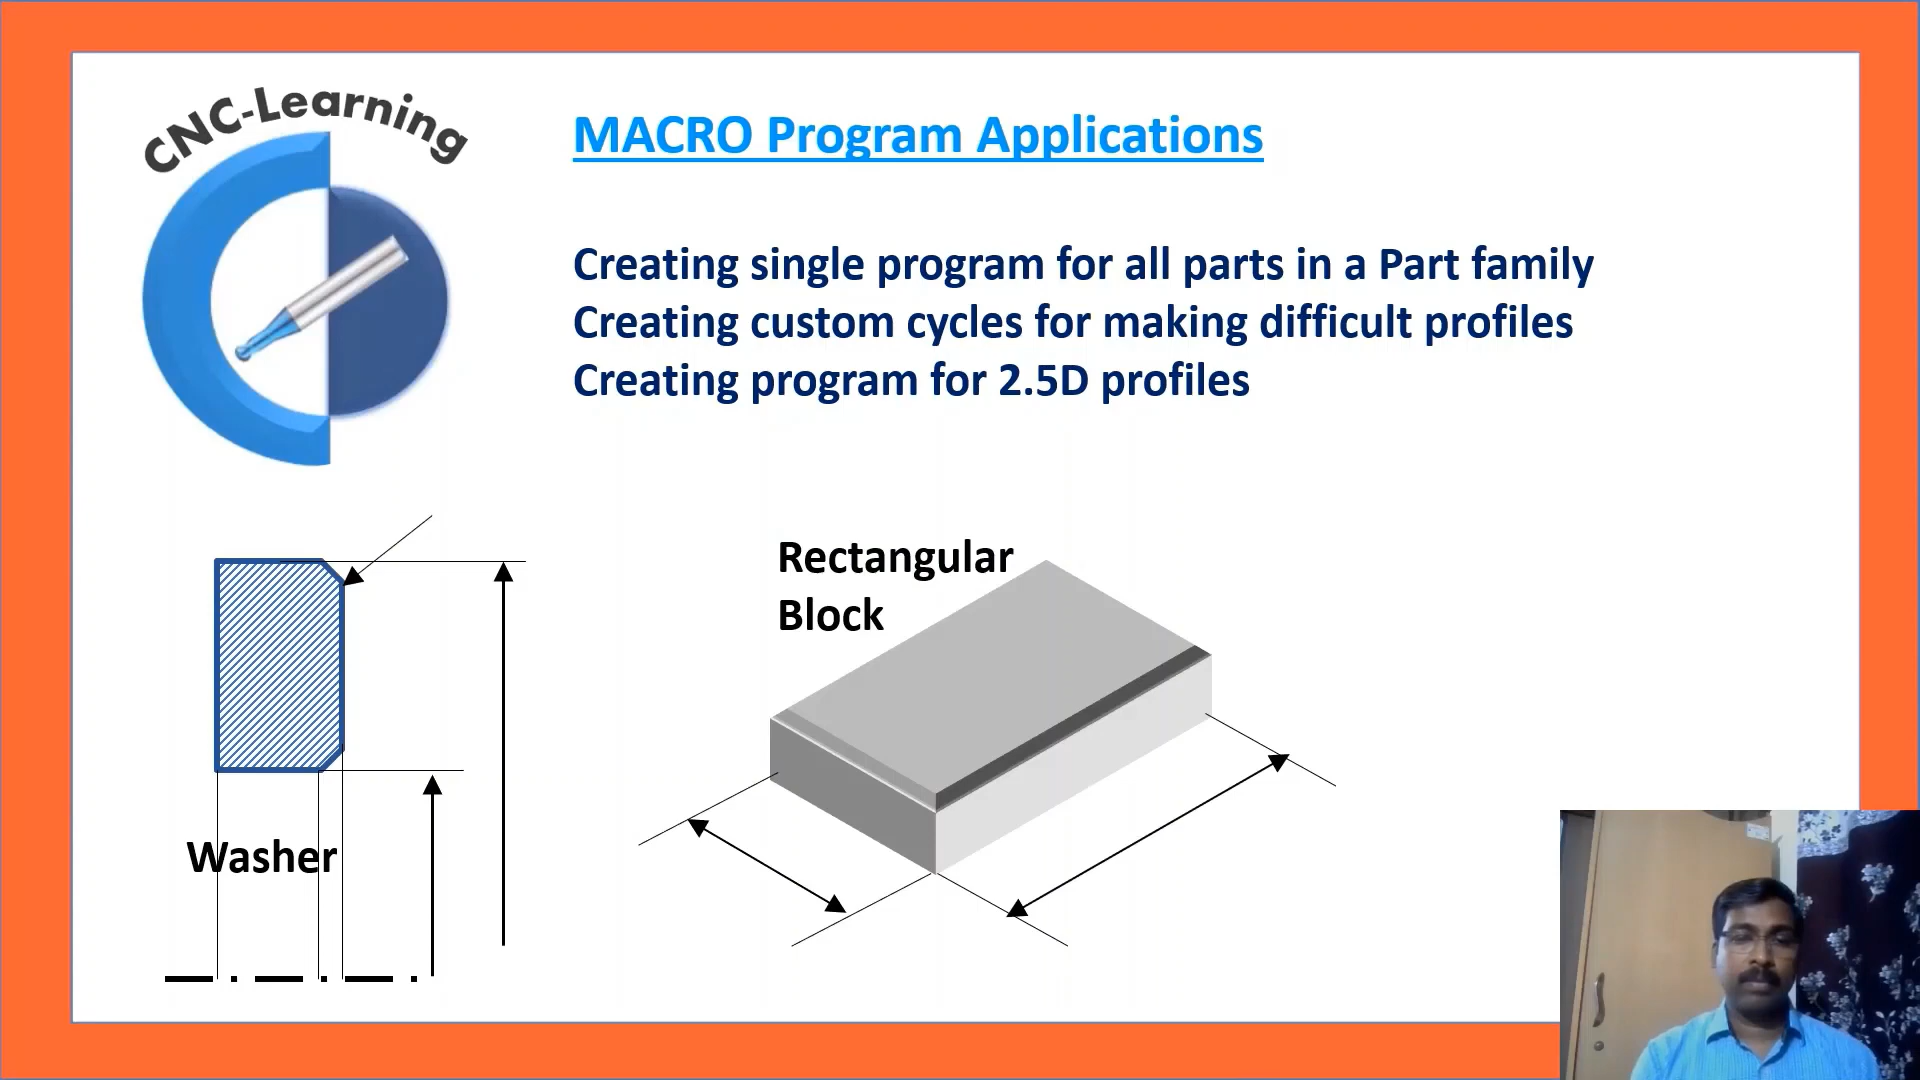 CNC-Learning
MACRO Program Applications
Creating single program for all parts in a Part family
Creating custom cycles for making difficult profiles
Creating program for 2.5D profiles
Rectangular
Block
Washer